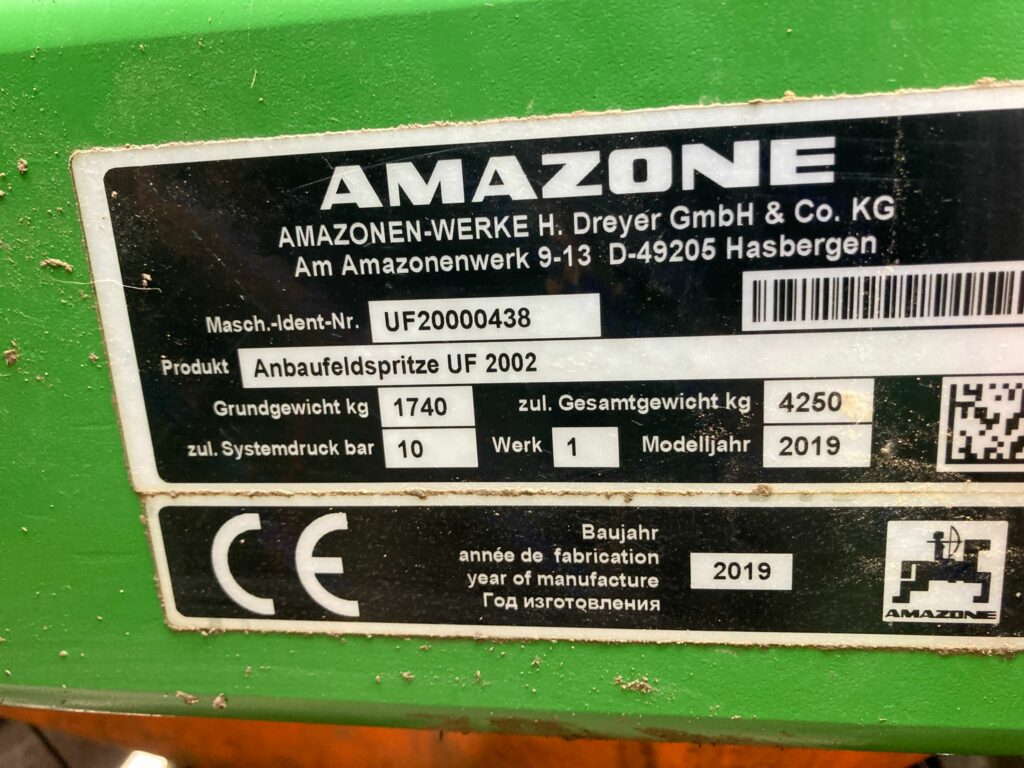 AMAZONE
AMAZONEN-WERKE H. Dreyer GmbH & Co. KG
Am Amazonenwerk 9-13 D-49205 Hasbergen
Masch.-Ident-Nr. UF20000438
Produkt Anbaufeldspritze UF 2002
Grundgewicht kg 1740 zul. Gesamtgewicht kg 4250
zul. Systemdruck bar 10 Werk 1 Modelljahr 2019
CE
Baujahr
année de fabrication
year of manufacture
Год изготовления
2019
AMAZONE